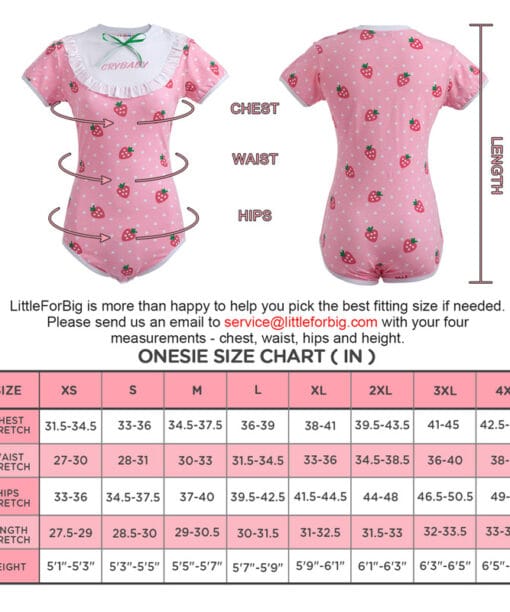 CRYBABY
CHEST
WAIST
HIPS
LENGTH
LittleForBig is more than happy to help you pick the best fitting size if needed.
Please send us an email to service@littleforbig.com with your four
measurements - chest, waist, hips and height.
ONESIE SIZE CHART ( IN )
SIZE XS S M L XL 2XL 3XL 4X
HEST 31.5-34.5 33-36 34.5-37.5 36-39 38-41 39.5-43.5 41-45 42.5-
RETCH
AIST 27-30 28-31 30-33 31.5-34.5 33-36 34.5-38.5 36-40 38-
RETCH
HIPS 33-36 34.5-37.5 37-40 39.5-42.5 41.5-44.5 44-48 46.5-50.5 49-
RETCH
NGTH 27.5-29 28.5-30 29-30.5 30-31.5 31-32.5 31.5-33 32-33.5 33-3
RETCH
EIGHT 5'1"-5'3" 5'3"-5'5" 5'5"-5'7" 5'7"-5'9" 5'9"-6'1" 6'1"-6'3" 6'3"-6'5" 6'5"-